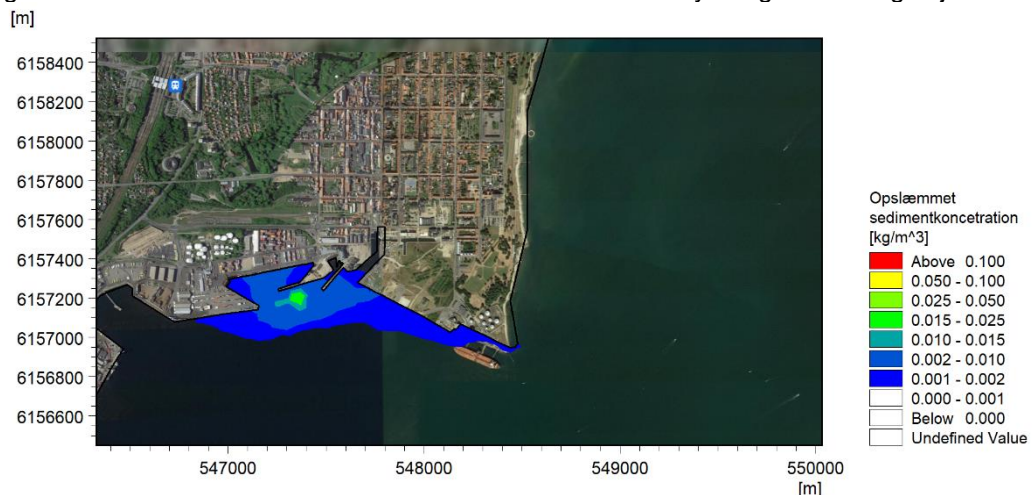 [m]
6158400
6158200
6158000
6157800
6157600
6157400
6157200
6157000
6156800
6156600
547000
548000
549000
550000
[m]
Opslæmmet
sedimentkoncetration
[kg/m^3]
Above 0.100
0.050 - 0.100
0.025 - 0.050
0.015 - 0.025
0.010 - 0.015
0.002 - 0.010
0.001 - 0.002
0.000 - 0.001
Below 0.000
Undefined Value